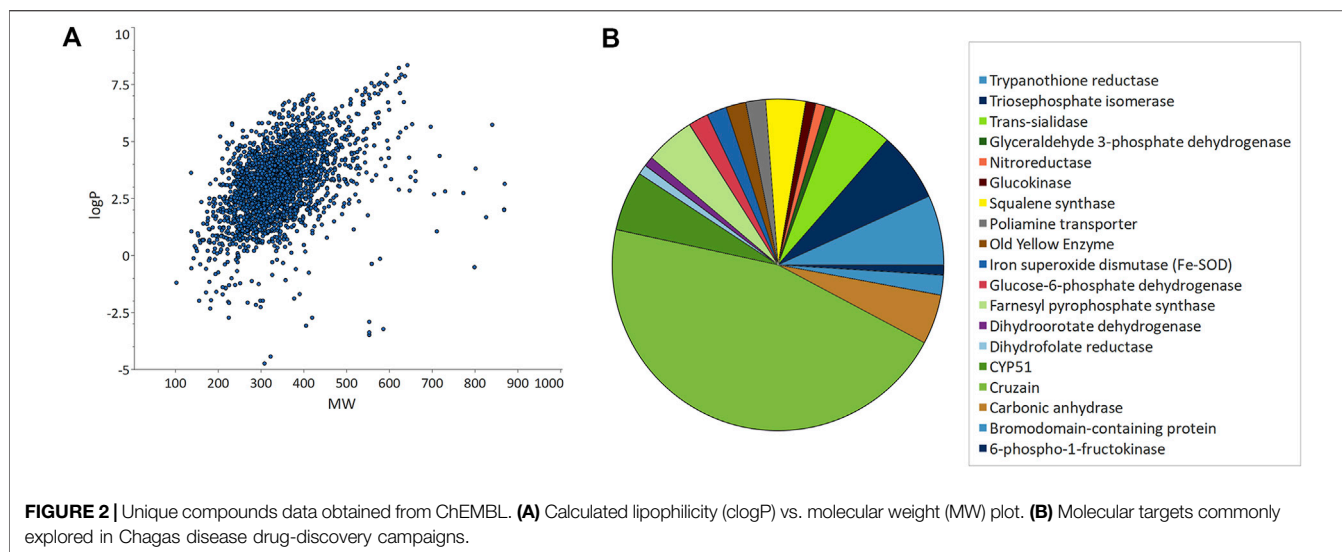 A
10
7.5
5
2.5
0
-2.5
-5
logP
100 200 300 400 500 600 700 800 900 1000
MW
B
Trypanothione reductase
Triosephosphate isomerase
Trans-sialidase
Glyceraldehyde 3-phosphate dehydrogenase
Nitroreductase
Glucokinase
Squalene synthase
Poliamine transporter
Old Yellow Enzyme
Iron superoxide dismutase (Fe-SOD)
Glucose-6-phosphate dehydrogenase
Farnesyl pyrophosphate synthase
Dihydroorotate dehydrogenase
Dihydrofolate reductase
CYP51
Cruzain
Carbonic anhydrase
Bromodomain-containing protein
6-phospho-1-fructokinase
FIGURE 2 | Unique compounds data obtained from ChEMBL. (A) Calculated lipophilicity (clogP) vs. molecular weight (MW) plot. (B) Molecular targets commonly
explored in Chagas disease drug-discovery campaigns.